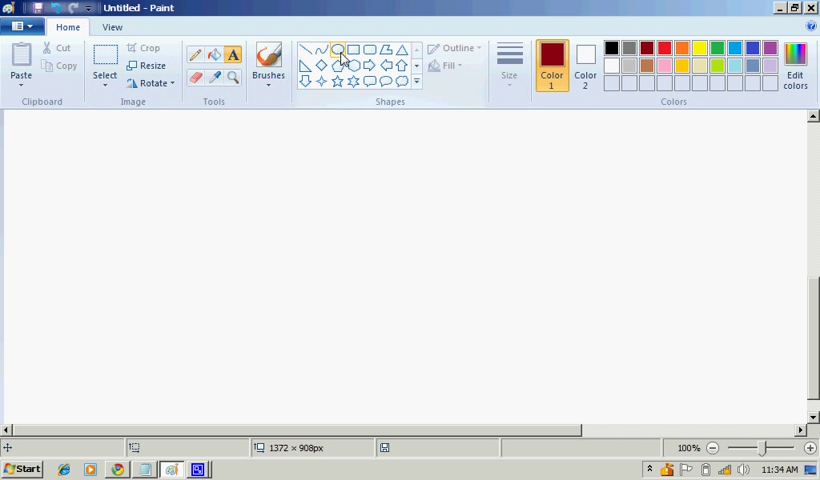 Untitled - Paint
Home View
Paste
Cut
Copy
Clipboard
Select
Crop
Resize
Rotate
Image
A
Tools
Brushes
Shapes
Outline
Fill
Size
Color 1
Color 2
Edit colors
Colors
1372 × 908px
100%
Start
11:34 AM